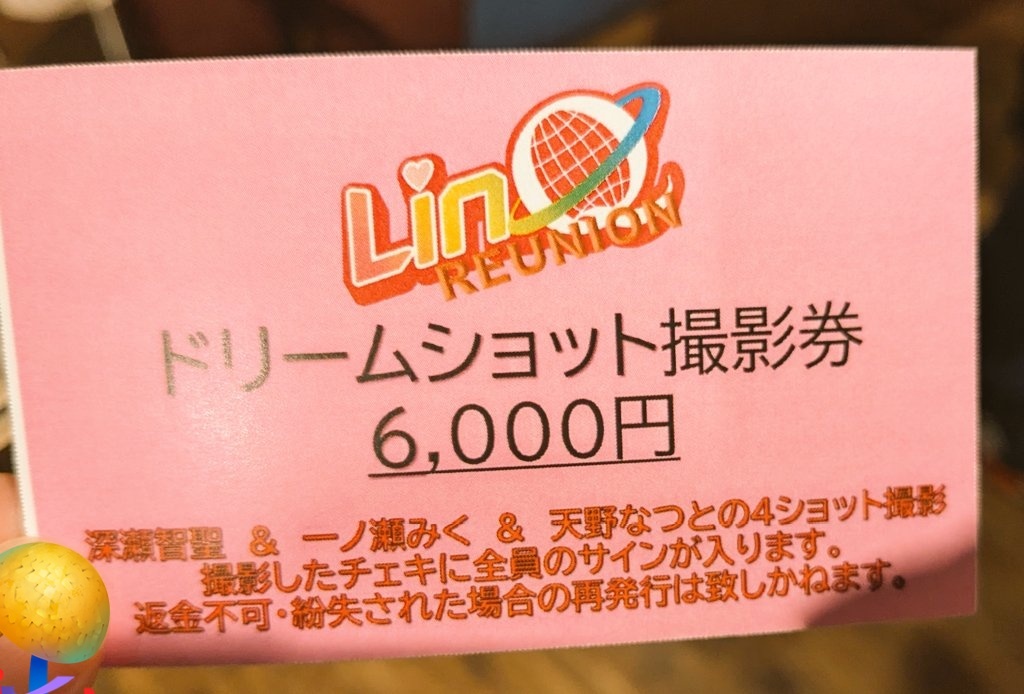 LinQ
REUNION
ドリームショット撮影券
6,000円
深瀬智聖 & 一ノ瀬みく & 天野なつとの4ショット撮影
撮影したチェキに全員のサインが入ります。
返金不可・紛失された場合の再発行は致しかねます。